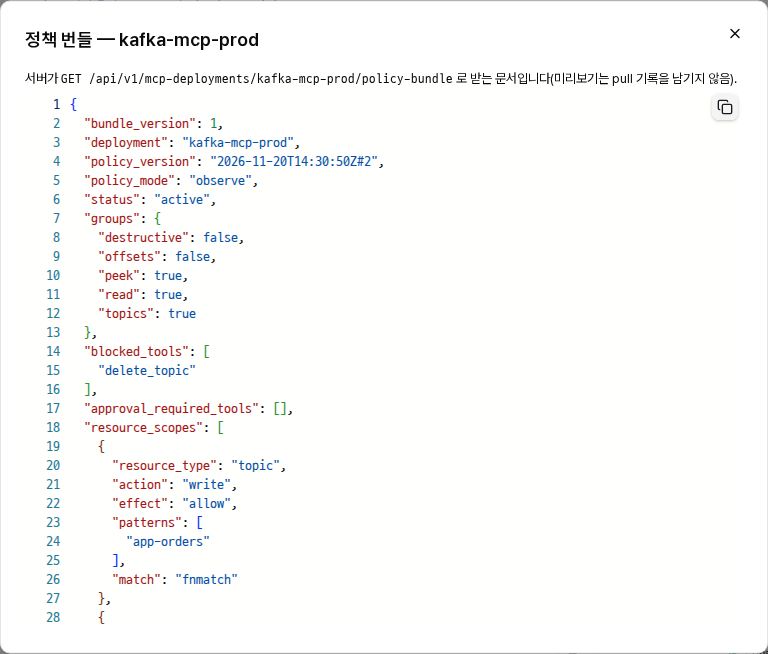 정책 번들 — kafka-mcp-prod
서버가 GET /api/v1/mcp-deployments/kafka-mcp-prod/policy-bundle 로 받는 문서입니다(미리보기는 pull 기록을 남기지 않음).
1 {
2 "bundle_version": 1,
3 "deployment": "kafka-mcp-prod",
4 "policy_version": "2026-11-20T14:30:50Z#2",
5 "policy_mode": "observe",
6 "status": "active",
7 "groups": {
8 "destructive": false,
9 "offsets": false,
10 "peek": true,
11 "read": true,
12 "topics": true
13 },
14 "blocked_tools": [
15 "delete_topic"
16 ],
17 "approval_required_tools": [],
18 "resource_scopes": [
19 {
20 "resource_type": "topic",
21 "action": "write",
22 "effect": "allow",
23 "patterns": [
24 "app-orders"
25 ],
26 "match": "fnmatch"
27 },
28 {